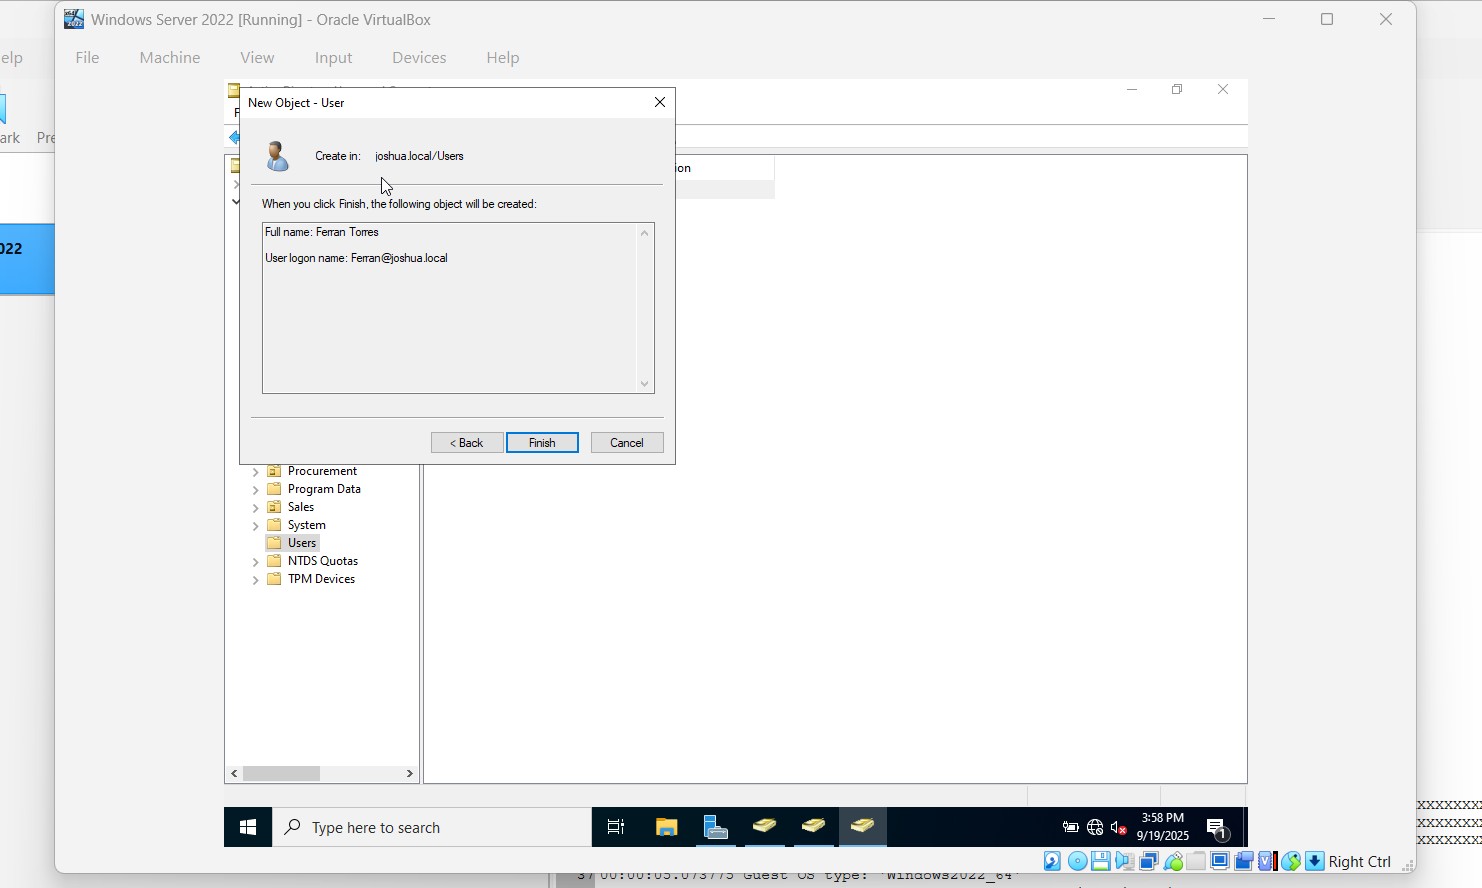 Windows Server 2022 [Running] - Oracle VirtualBox
elp
File Machine View Input Devices Help
New Object - User
ark Pre
Create in: joshua.local/Users
ion
When you click Finish, the following object will be created:
Full name: Ferran Torres
User logon name: Ferran@joshua.local
022
< Back Finish Cancel
Procurement
Program Data
Sales
System
Users
NTDS Quotas
TPM Devices
Type here to search
3:58 PM
9/19/2025
1
Right Ctrl
37 00:00:05.073775 Guest OS type: 'Windows2022_64'